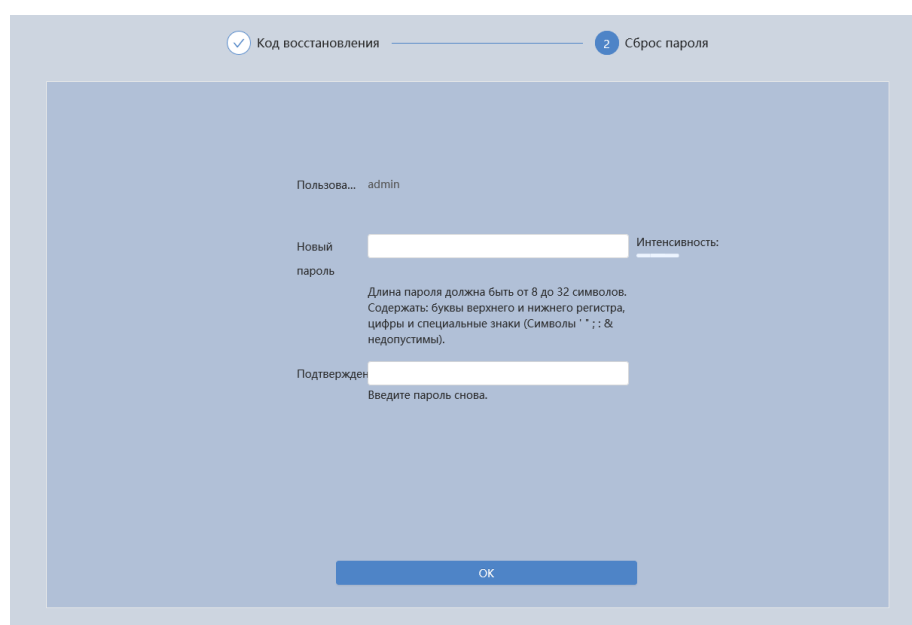 Код восстановления
2 Сброс пароля
Пользова... admin
Новый
пароль
Интенсивность:
Длина пароля должна быть от 8 до 32 символов.
Содержать: буквы верхнего и нижнего регистра,
цифры и специальные знаки (Символы ' " ; : &
недопустимы).
Подтвержден
Введите пароль снова.
OK